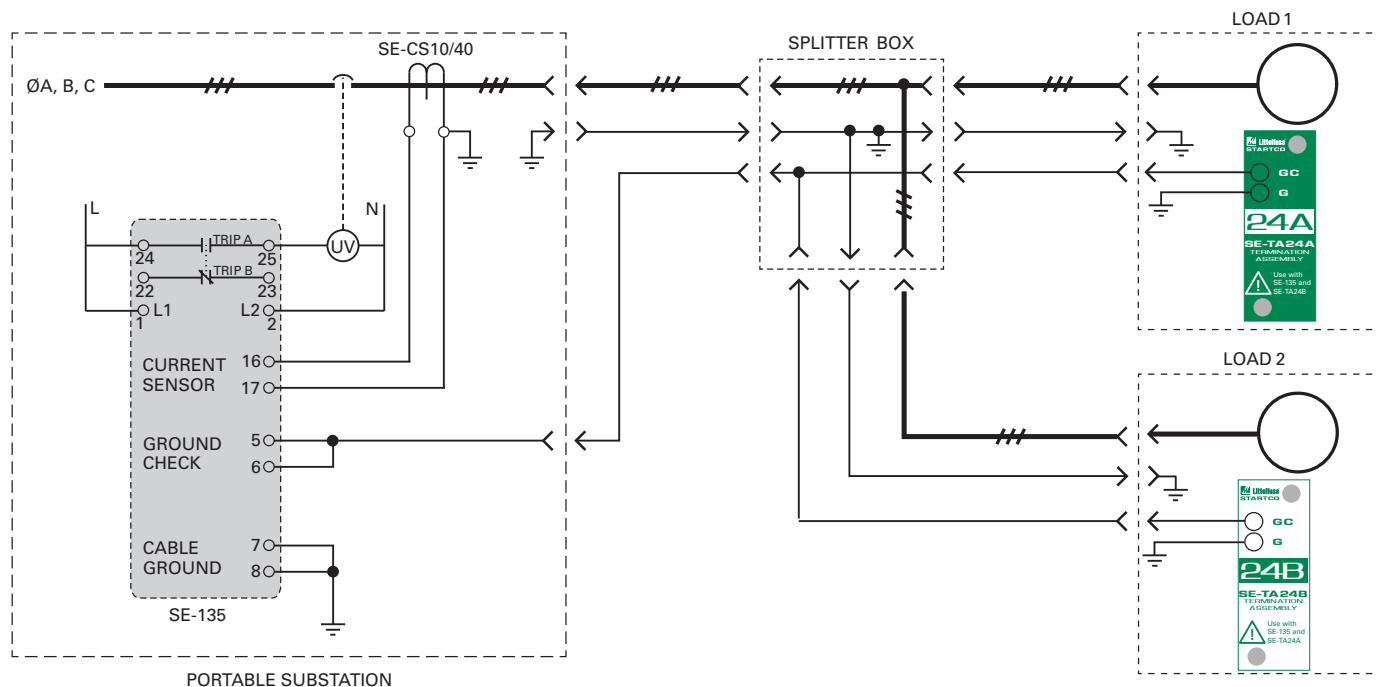 LOAD 1
SE-CS10/40
SPLITTER BOX
ØA, B, C
Littelfuse
STARTCO
GC
G
24A
SE-TA24A
TERMINATION
ASSEMBLY
Use with
SE-135 and
SE-TA24B
L
N
TRIP A
24
25
UV
TRIP B
22
23
L1
L2
1
2
CURRENT
SENSOR
16
17
GROUND
CHECK
5
6
CABLE
GROUND
7
8
SE-135
PORTABLE SUBSTATION
LOAD 2
Littelfuse
STARTCO
GC
G
24B
SE-TA24B
TERMINATION
ASSEMBLY
Use with
SE-135 and
SE-TA24A